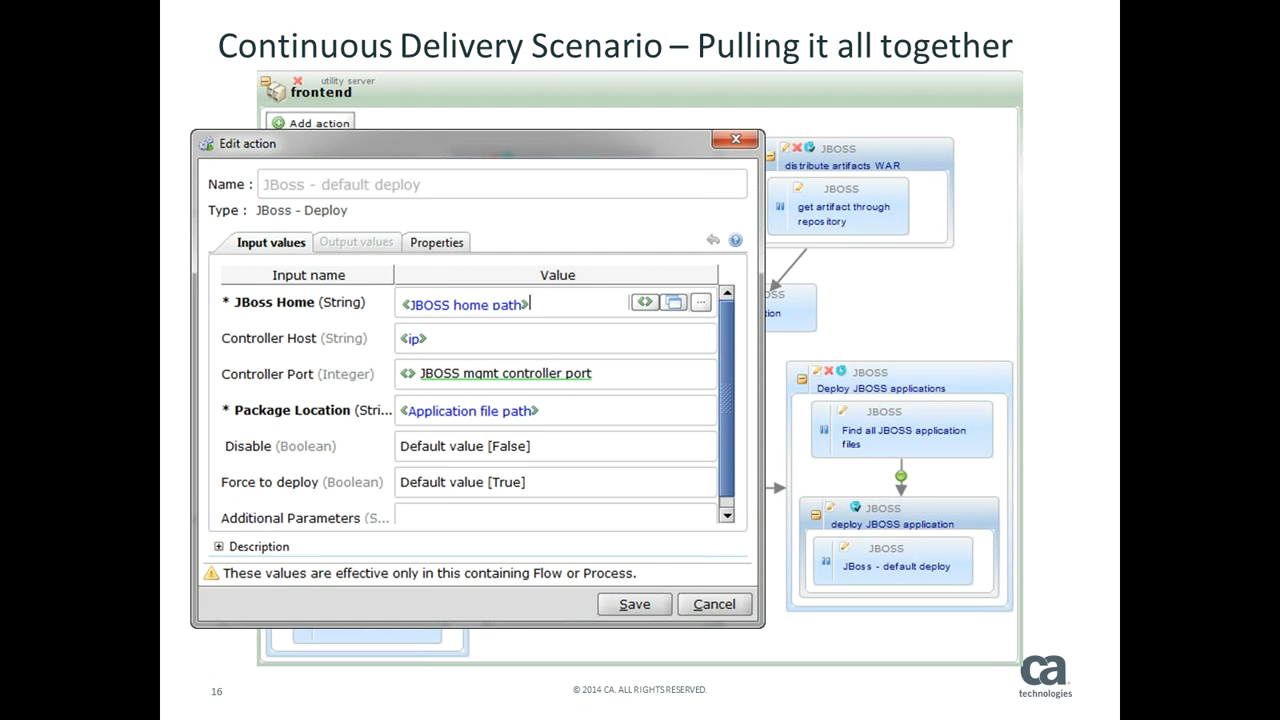 Continuous Delivery Scenario – Pulling it all together
utility server
frontend
Add action
Edit action
Name : JBoss - default deploy
Type : JBoss - Deploy
Input values Output values Properties
Input name Value
* JBoss Home (String) <JBOSS home path> ...
Controller Host (String) <ip>
Controller Port (Integer) <> JBOSS mgmt controller port
* Package Location (Stri... <Application file path>
Disable (Boolean) Default value [False]
Force to deploy (Boolean) Default value [True]
Additional Parameters (S...
Description
These values are effective only in this containing Flow or Process.
Save Cancel
JBOSS
distribute artifacts WAR
JBOSS
get artifact through
repository
JBOSS
Deploy JBOSS applications
JBOSS
Find all JBOSS application
files
JBOSS
deploy JBOSS application
JBOSS
JBoss - default deploy
16
© 2014 CA. ALL RIGHTS RESERVED.
ca
technologies